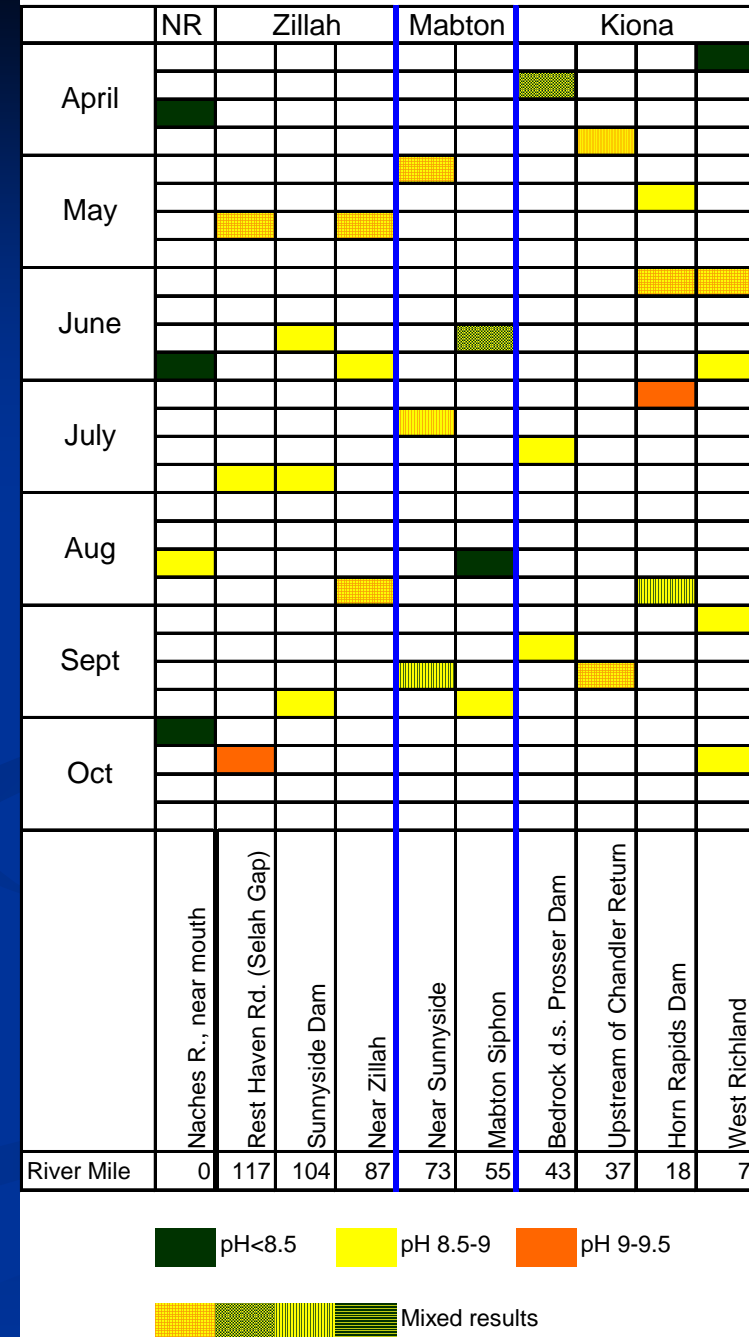 NR Zillah Mabton Kiona
April
May
June
July
Aug
Sept
Oct
Naches R., near mouth
Rest Haven Rd. (Selah Gap)
Sunnyside Dam
Near Zillah
Near Sunnyside
Mabton Siphon
Bedrock d.s. Prosser Dam
Upstream of Chandler Return
Horn Rapids Dam
West Richland
River Mile 0 117 104 87 73 55 43 37 18 7
pH<8.5 pH 8.5-9 pH 9-9.5
Mixed results